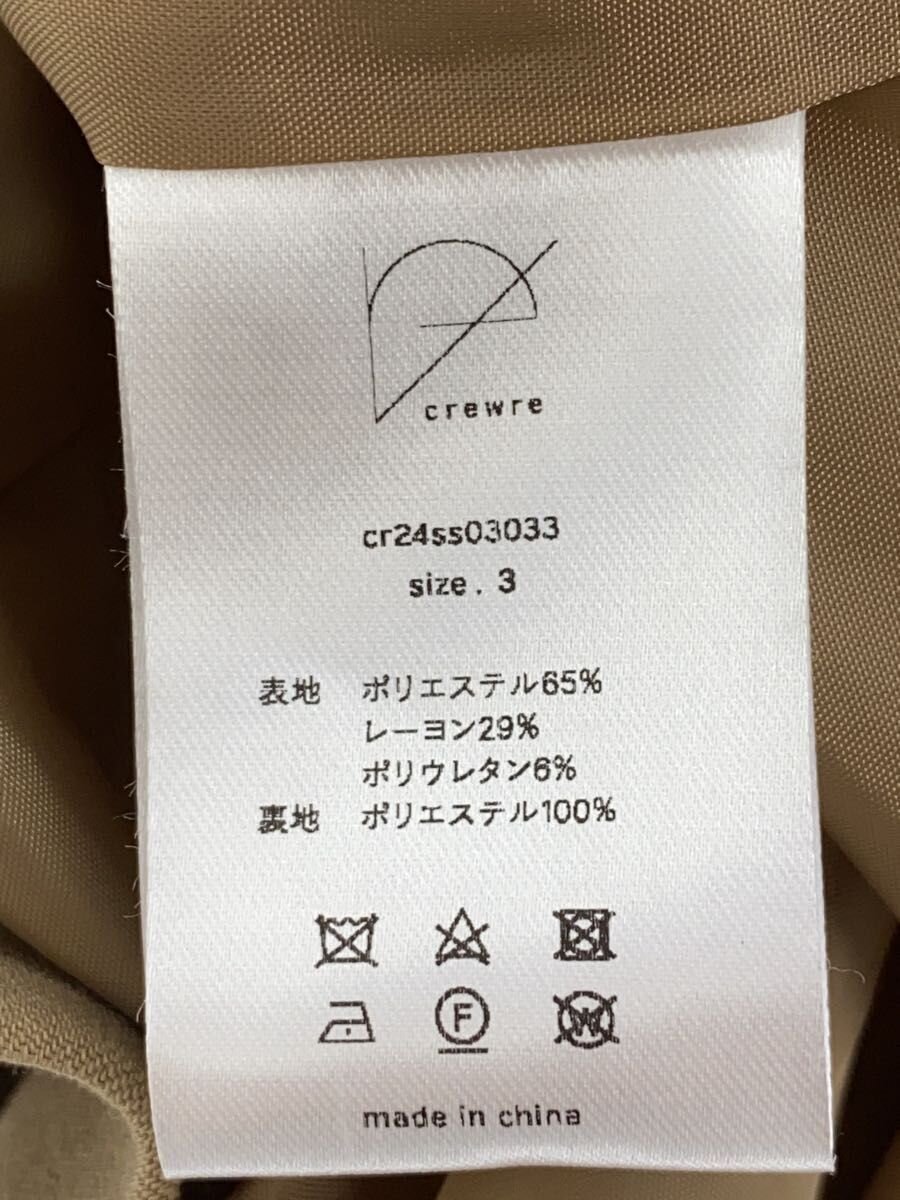 crewre
cr24ss03033
size . 3
表地 ポリエステル65%
レーヨン29%
ポリウレタン6%
裏地 ポリエステル100%
F
W
made in china